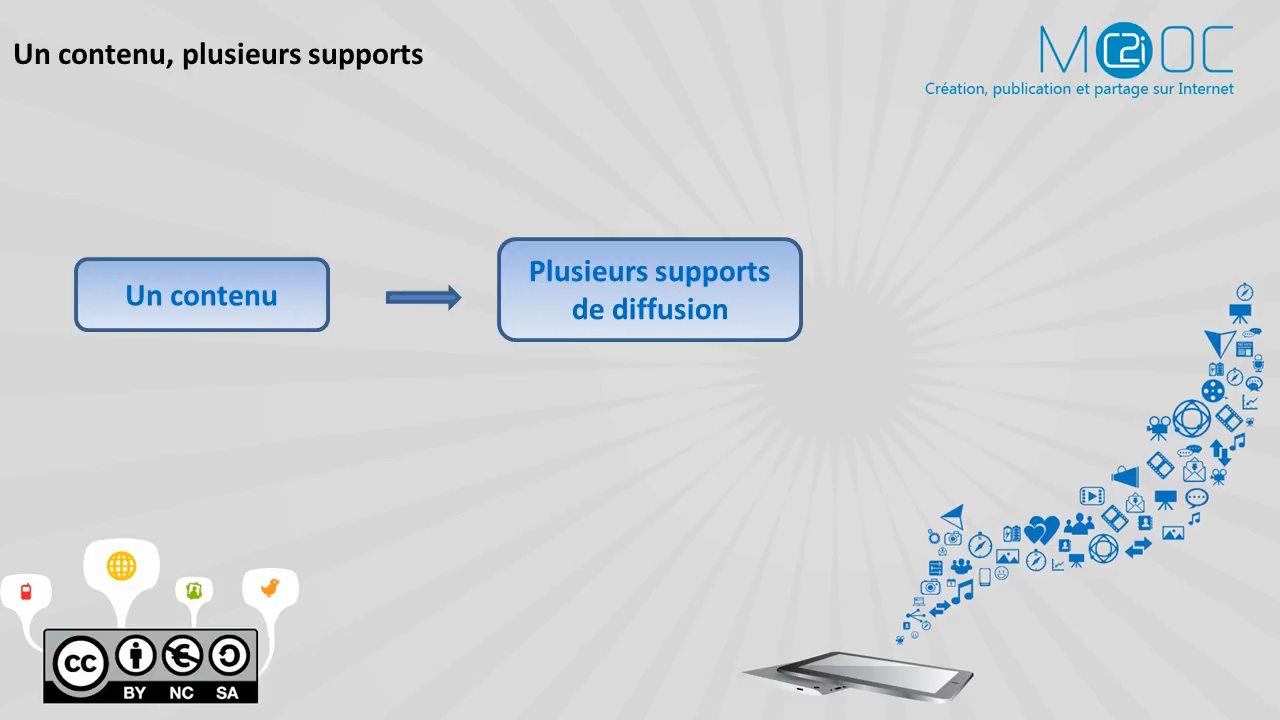 Un contenu, plusieurs supports
MC2iOC
Création, publication et partage sur Internet
Un contenu
Plusieurs supports
de diffusion
cc
BY NC SA